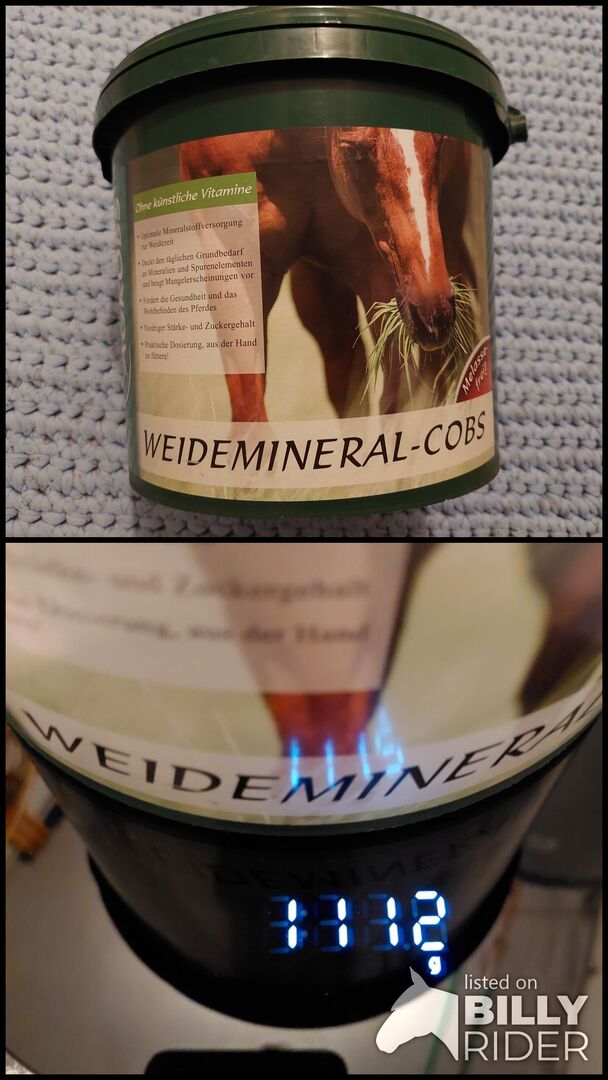 Ohne künstliche Vitamine
• Optimale Mineralstoffversorgung
zur Weidezeit
• Deckt den täglichen Grundbedarf
an Mineralien und Spurenelementen
und beugt Mangelerscheinungen vor
• Fördert die Gesundheit und das
Wohlbefinden des Pferdes
• Niedriger Stärke- und Zuckergehalt
• Praktische Dosierung, aus der Hand
zu füttern!
Melasse-
frei!
WEIDEMINERAL-COBS
und Zuckergehalt
Dosierung, aus der Hand
WEIDEMINERAL
1112
g
listed on
BILLY
RIDER